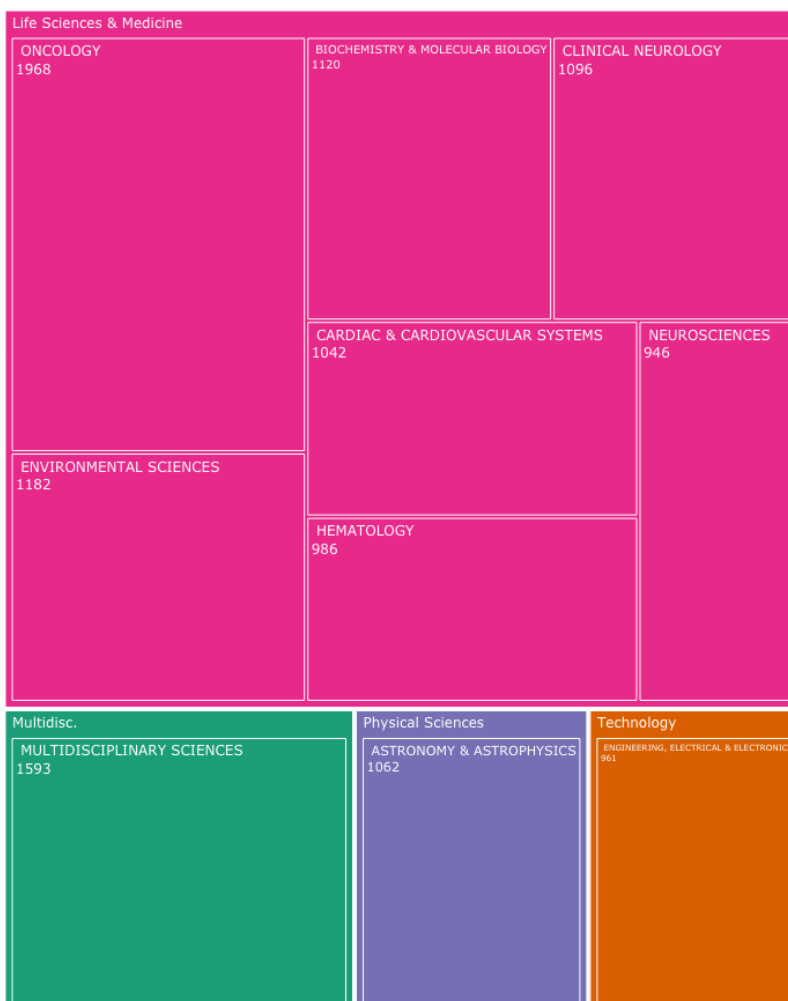 Life Sciences & Medicine
ONCOLOGY
1968
BIOCHEMISTRY & MOLECULAR BIOLOGY
1120
CLINICAL NEUROLOGY
1096
CARDIAC & CARDIOVASCULAR SYSTEMS
1042
NEUROSCIENCES
946
ENVIRONMENTAL SCIENCES
1182
HEMATOLOGY
986
Multidisc.
MULTIDISCIPLINARY SCIENCES
1593
Physical Sciences
ASTRONOMY & ASTROPHYSICS
1062
Technology
ENGINEERING, ELECTRICAL & ELECTRONIC
961